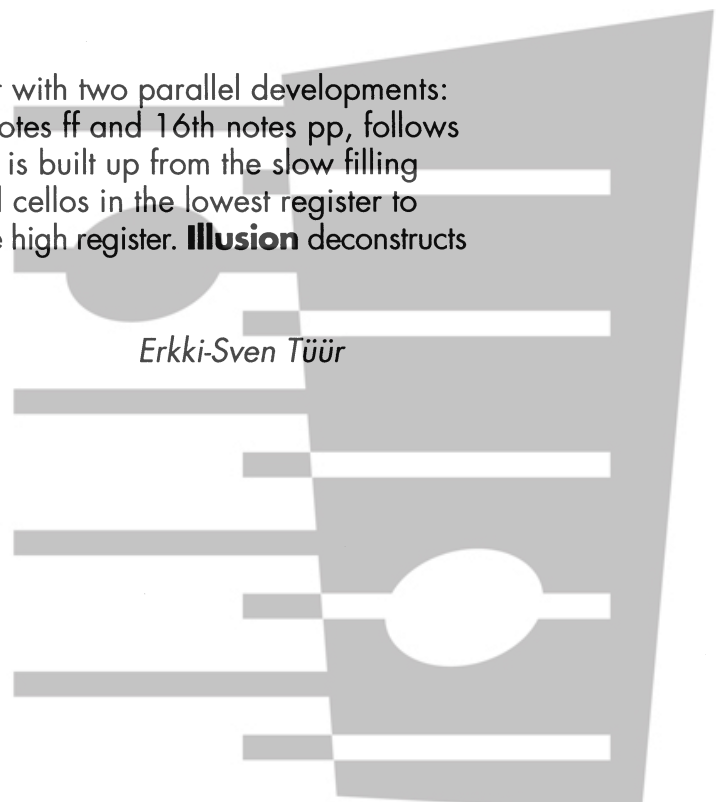 with two parallel developments:
notes ff and 16th notes pp, follows
is built up from the slow filling
cellos in the lowest register to
high register. Illusion deconstructs
Erkki-Sven Tüür